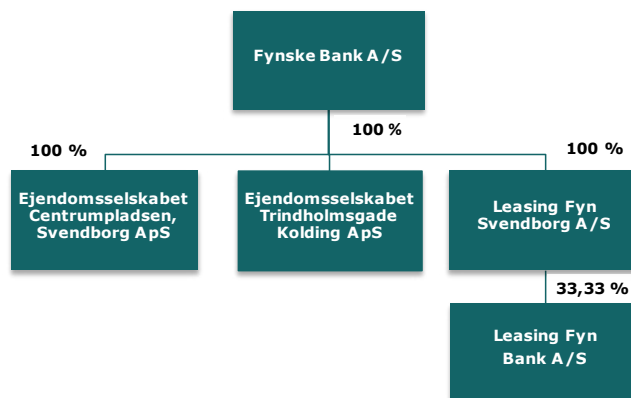 Fynske Bank A/S
100 %
100 %
100 %
Ejendomsselskabet
Centrumpladsen,
Svendborg ApS
Ejendomsselskabet
Trindholmsgade
Kolding ApS
Leasing Fyn
Svendborg A/S
33,33 %
Leasing Fyn
Bank A/S